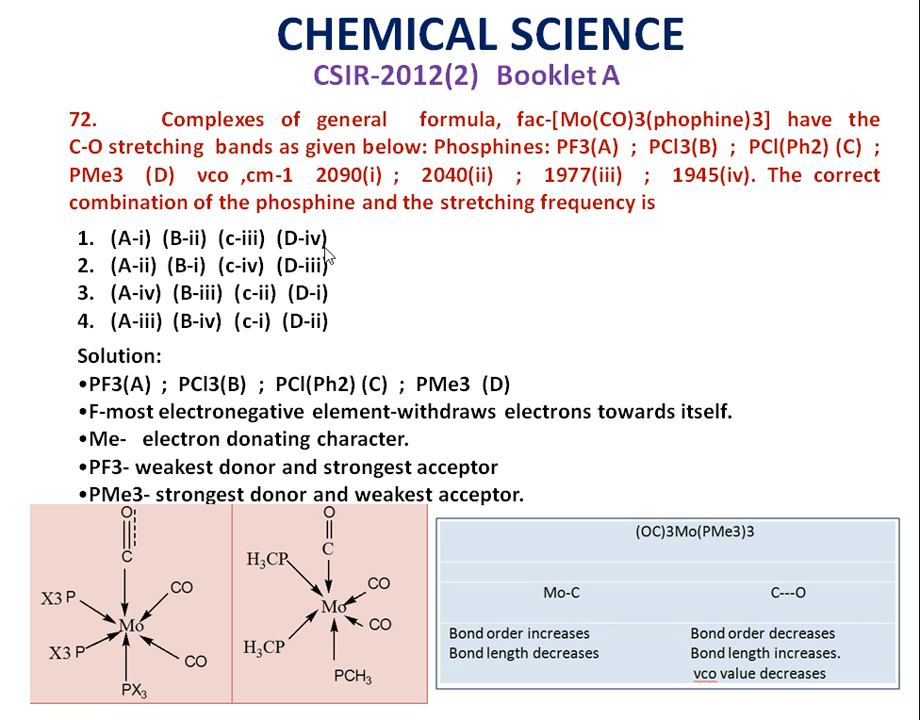 CHEMICAL SCIENCE
CSIR-2012(2) Booklet A
72. Complexes of general formula, fac-[Mo(CO)3(phophine)3] have the
C-O stretching bands as given below: Phosphines: PF3(A) ; PCl3(B) ; PCl(Ph2) (C) ;
PMe3 (D) vco ,cm-1 2090(i) ; 2040(ii) ; 1977(iii) ; 1945(iv). The correct
combination of the phosphine and the stretching frequency is
1. (A-i) (B-ii) (c-iii) (D-iv)
2. (A-ii) (B-i) (c-iv) (D-iii)
3. (A-iv) (B-iii) (c-ii) (D-i)
4. (A-iii) (B-iv) (c-i) (D-ii)
Solution:
•PF3(A) ; PCl3(B) ; PCl(Ph2) (C) ; PMe3 (D)
•F-most electronegative element-withdraws electrons towards itself.
•Me- electron donating character.
•PF3- weakest donor and strongest acceptor
•PMe3- strongest donor and weakest acceptor.
O
C
X3 P
CO
Mo
X3 P
CO
PX3
O
C
H3CP
CO
Mo
CO
H3CP
PCH3
(OC)3Mo(PMe3)3
Mo-C C---O
Bond order increases Bond order decreases
Bond length decreases Bond length increases.
vco value decreases